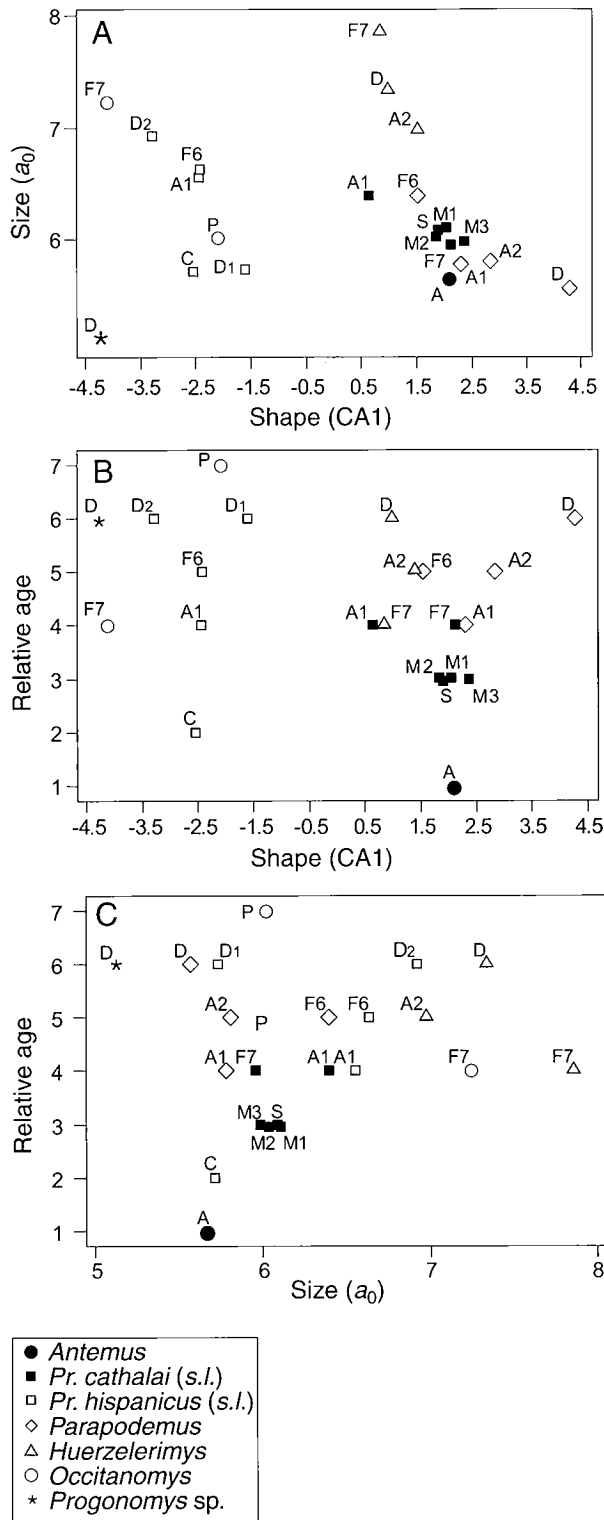 A
8
7
6
Size (a0)
F7
D
A2
F7
D2
F6
A1
P
C
D1
D
A1
F6
S M1
M2 M3
F7 A1 A2
A D
-4.5 -3.5 -2.5 -1.5 -0.5 0.5 1.5 2.5 3.5 4.5
Shape (CA1)
B
7
6
5
4
3
2
1
Relative age
P
D D2 D1 D D
F6 A2 F6 A2
F7 A1 A1 F7 F7 A1
M2 M1
S M3
C
A
-4.5 -3.5 -2.5 -1.5 -0.5 0.5 1.5 2.5 3.5 4.5
Shape (CA1)
C
7
6
5
4
3
2
1
Relative age
P
D D D1 D2 D
A2 P F6 F6 A2
A1 F7 A1 A1 F7 F7
M3 S
M2 M1
C
A
5 6 7 8
Size (a0)
Antemus
Pr. cathalai (s.l.)
Pr. hispanicus (s.l.)
Parapodemus
Huerzelerimys
Occitanomys
Progonomys sp.